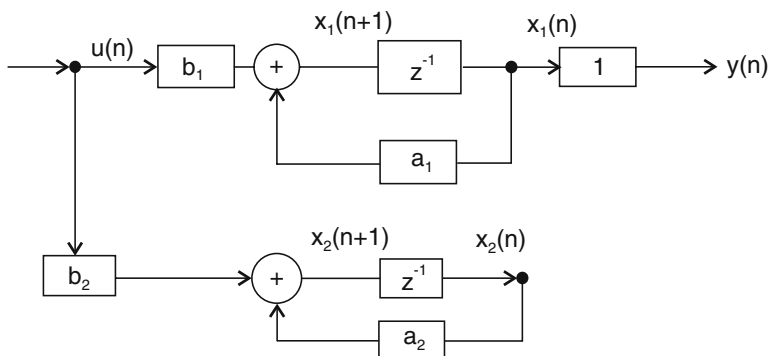 x₁(n+1) x₁(n)
u(n) b₁ + z⁻¹ 1 y(n)
a₁
x₂(n+1) x₂(n)
b₂ + z⁻¹
a₂